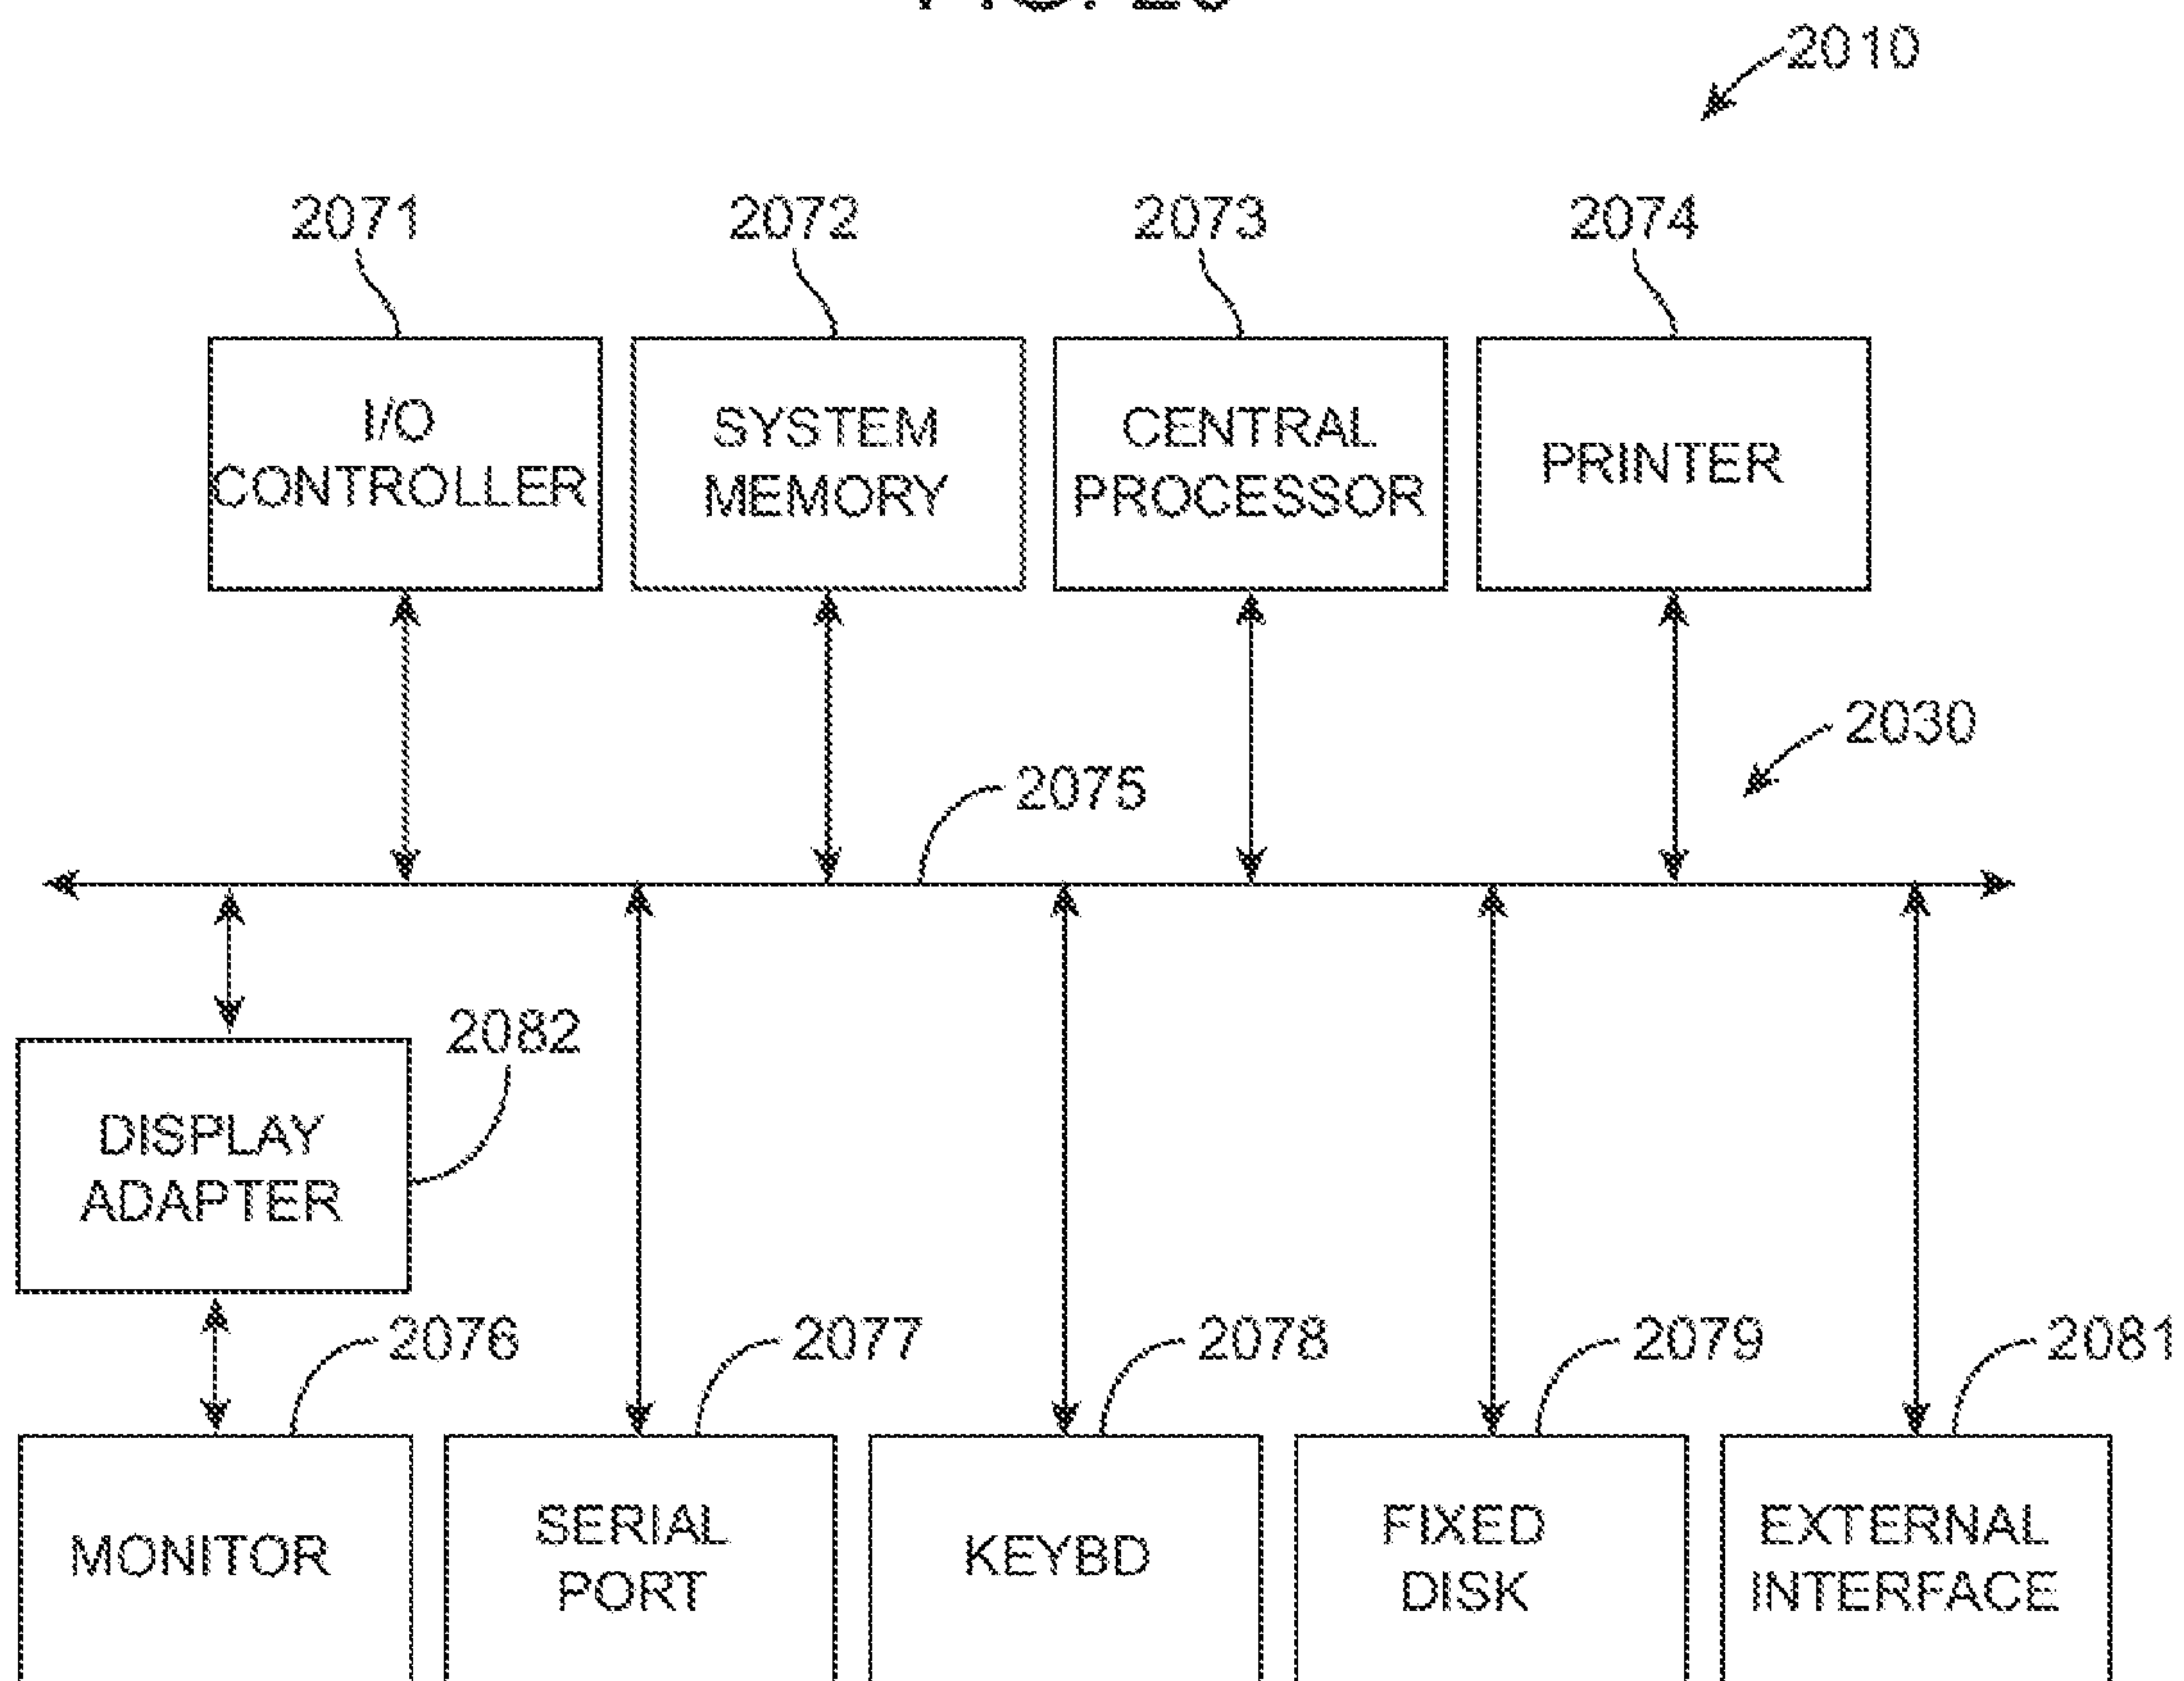 2010
2071
2072
2073
2074
I/O
CONTROLLER
SYSTEM
MEMORY
CENTRAL
PROCESSOR
PRINTER
2030
2075
2082
DISPLAY
ADAPTER
2076
2077
2078
2079
2081
MONITOR
SERIAL
PORT
KEYBD
FIXED
DISK
EXTERNAL
INTERFACE